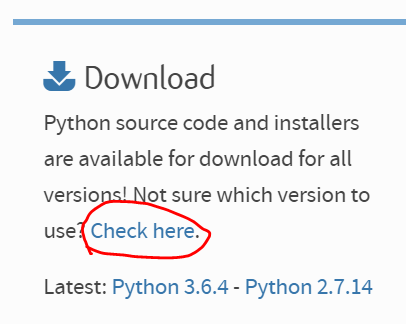 Download
Python source code and installers
are available for download for all
versions! Not sure which version to
use? Check here.
Latest: Python 3.6.4 - Python 2.7.14